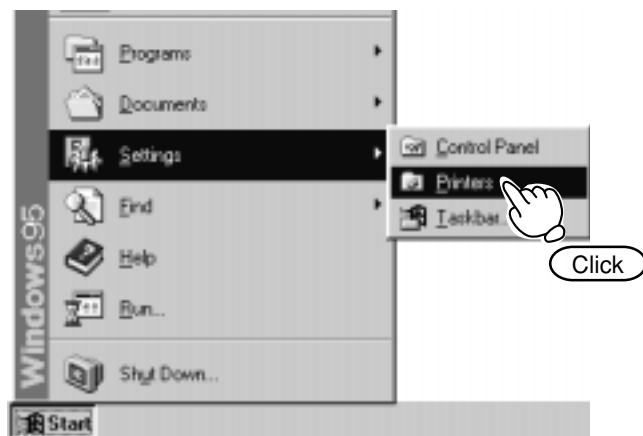 Programs
Documents
Settings
Control Panel
Printers
Taskbar...
Find
Help
Run...
Shut Down...
Windows95
Start
Click